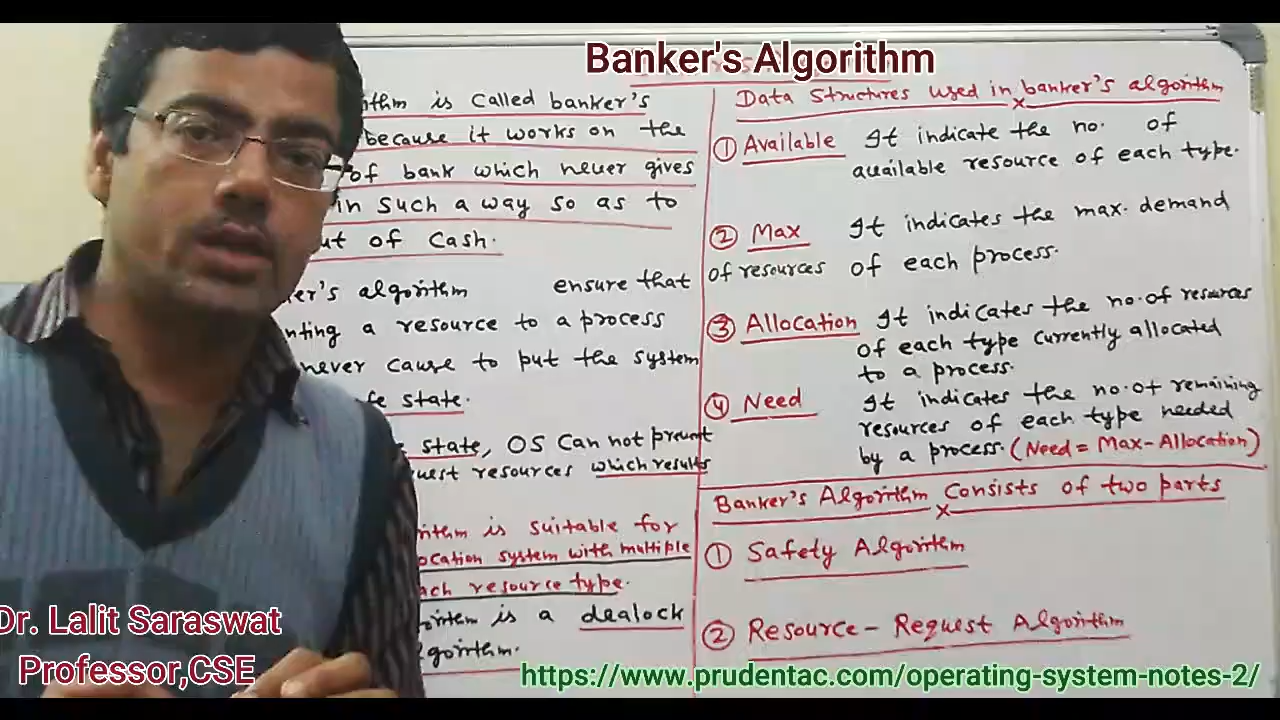 Banker's Algorithm
ithm is called banker's
because it works on the
of bank which never gives
in such a way so as to
ut of cash.
er's algorithm ensure that
nting a resource to a process
never cause to put the system
fe state.
state, OS can not prevent
uest resources which results
rithm is suitable for
ocation system with multiple
ach resource type.
orithm is a dealock
lgorithm.
Data Structures used in banker's algorithm
① Available It indicate the no. of
available resource of each type.
② Max It indicates the max. demand
of resources of each process.
③ Allocation It indicates the no. of resources
of each type currently allocated
to a process.
④ Need It indicates the no. of remaining
resources of each type needed
by a process. (Need = Max - Allocation)
Banker's Algorithm consists of two parts
① Safety Algorithm
② Resource - Request Algorithm
Dr. Lalit Saraswat
Professor,CSE
https://www.prudentac.com/operating-system-notes-2/